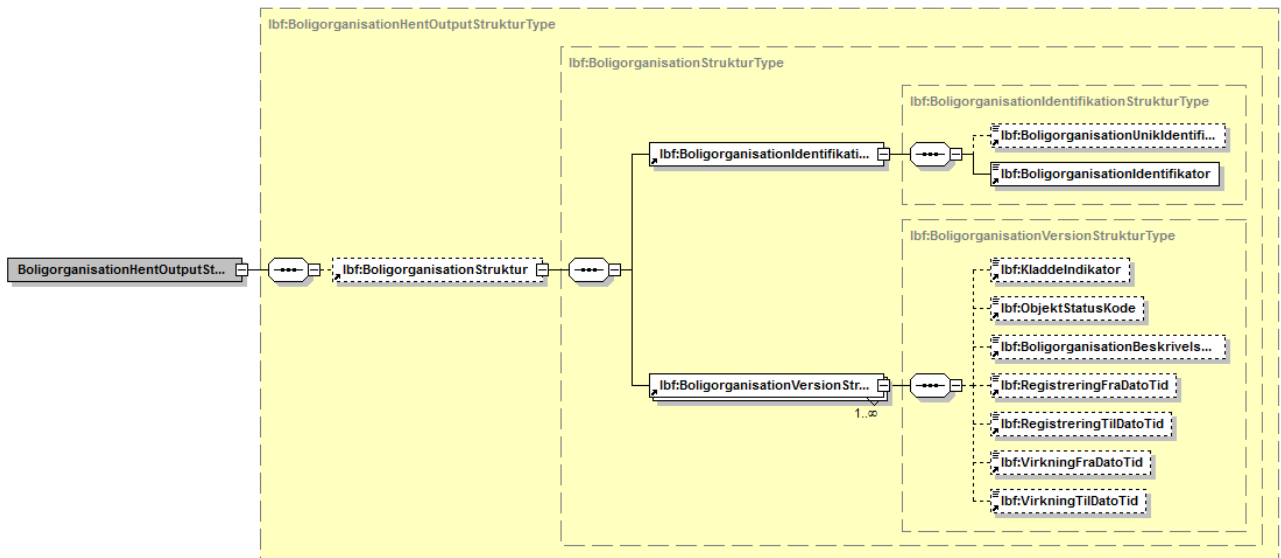 lbf:BoligorganisationHentOutputStrukturType
lbf:BoligorganisationStrukturType
lbf:BoligorganisationIdentifikationStrukturType
lbf:BoligorganisationUnikIdentifi...
lbf:BoligorganisationIdentifikati...
lbf:BoligorganisationIdentifikator
lbf:BoligorganisationVersionStrukturType
BoligorganisationHentOutputSt...
lbf:BoligorganisationStruktur
lbf:KladdeIndikator
lbf:ObjektStatusKode
lbf:BoligorganisationBeskrivels...
lbf:BoligorganisationVersionStr...
1..∞
lbf:RegistreringFraDatoTid
lbf:RegistreringTilDatoTid
lbf:VirkningFraDatoTid
lbf:VirkningTilDatoTid